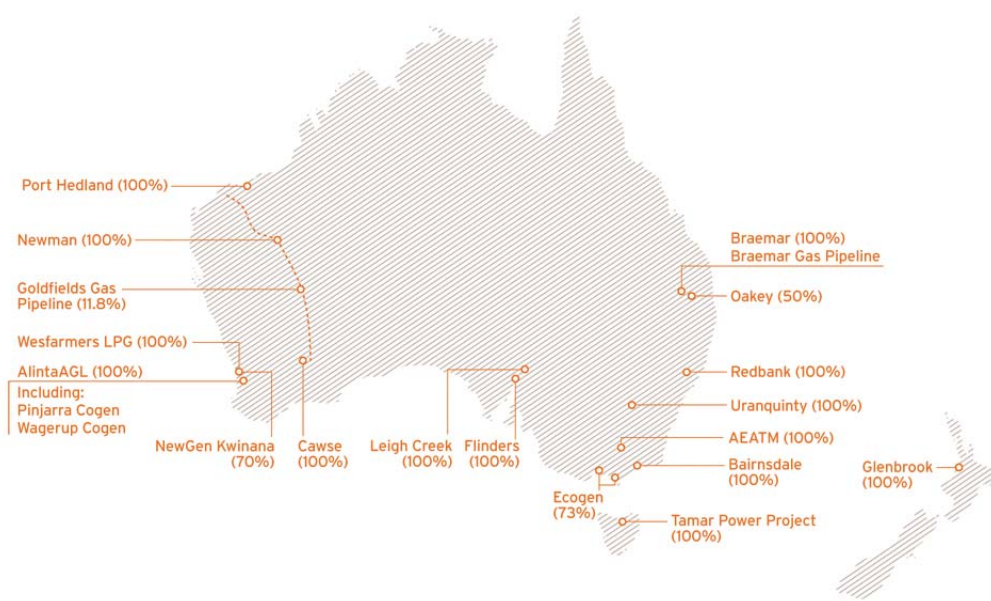 Port Hedland (100%)
Newman (100%)
Goldfields Gas
Pipeline (11.8%)
Wesfarmers LPG (100%)
AlintaAGL (100%)
Including:
Pinjarra Cogen
Wagerup Cogen
NewGen Kwinana
(70%)
Cawse
(100%)
Leigh Creek
(100%)
Flinders
(100%)
Braemar (100%)
Braemar Gas Pipeline
Oakey (50%)
Redbank (100%)
Uranquinty (100%)
AEATM (100%)
Bairnsdale
(100%)
Ecogen
(73%)
Tamar Power Project
(100%)
Glenbrook
(100%)